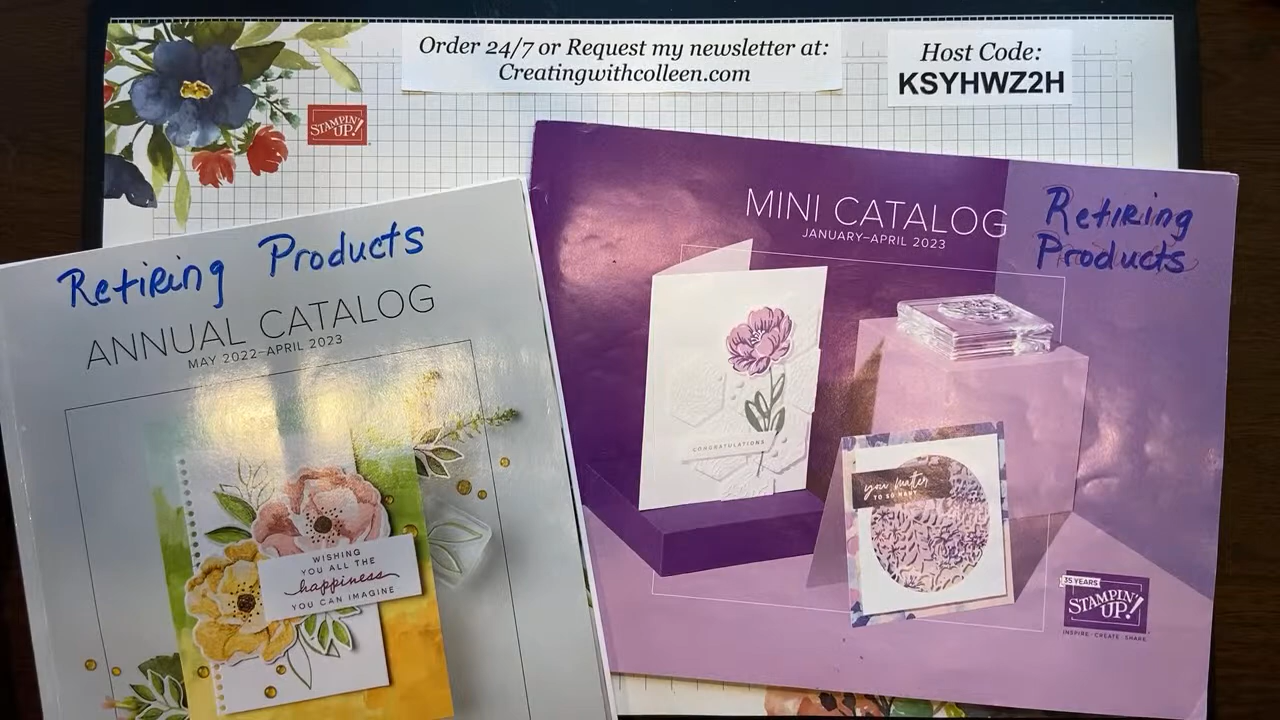 Order 24/7 or Request my newsletter at:
Creatingwithcolleen.com
Host Code:
KSYHWZ2H
STAMPIN' UP!
Retiring Products
ANNUAL CATALOG
MAY 2022–APRIL 2023
WISHING
YOU ALL THE
happiness
YOU CAN IMAGINE
MINI CATALOG
JANUARY–APRIL 2023
Retiring
Products
CONGRATULATIONS
you matter
TO SO MANY
35 YEARS
STAMPIN' UP!
INSPIRE · CREATE · SHARE